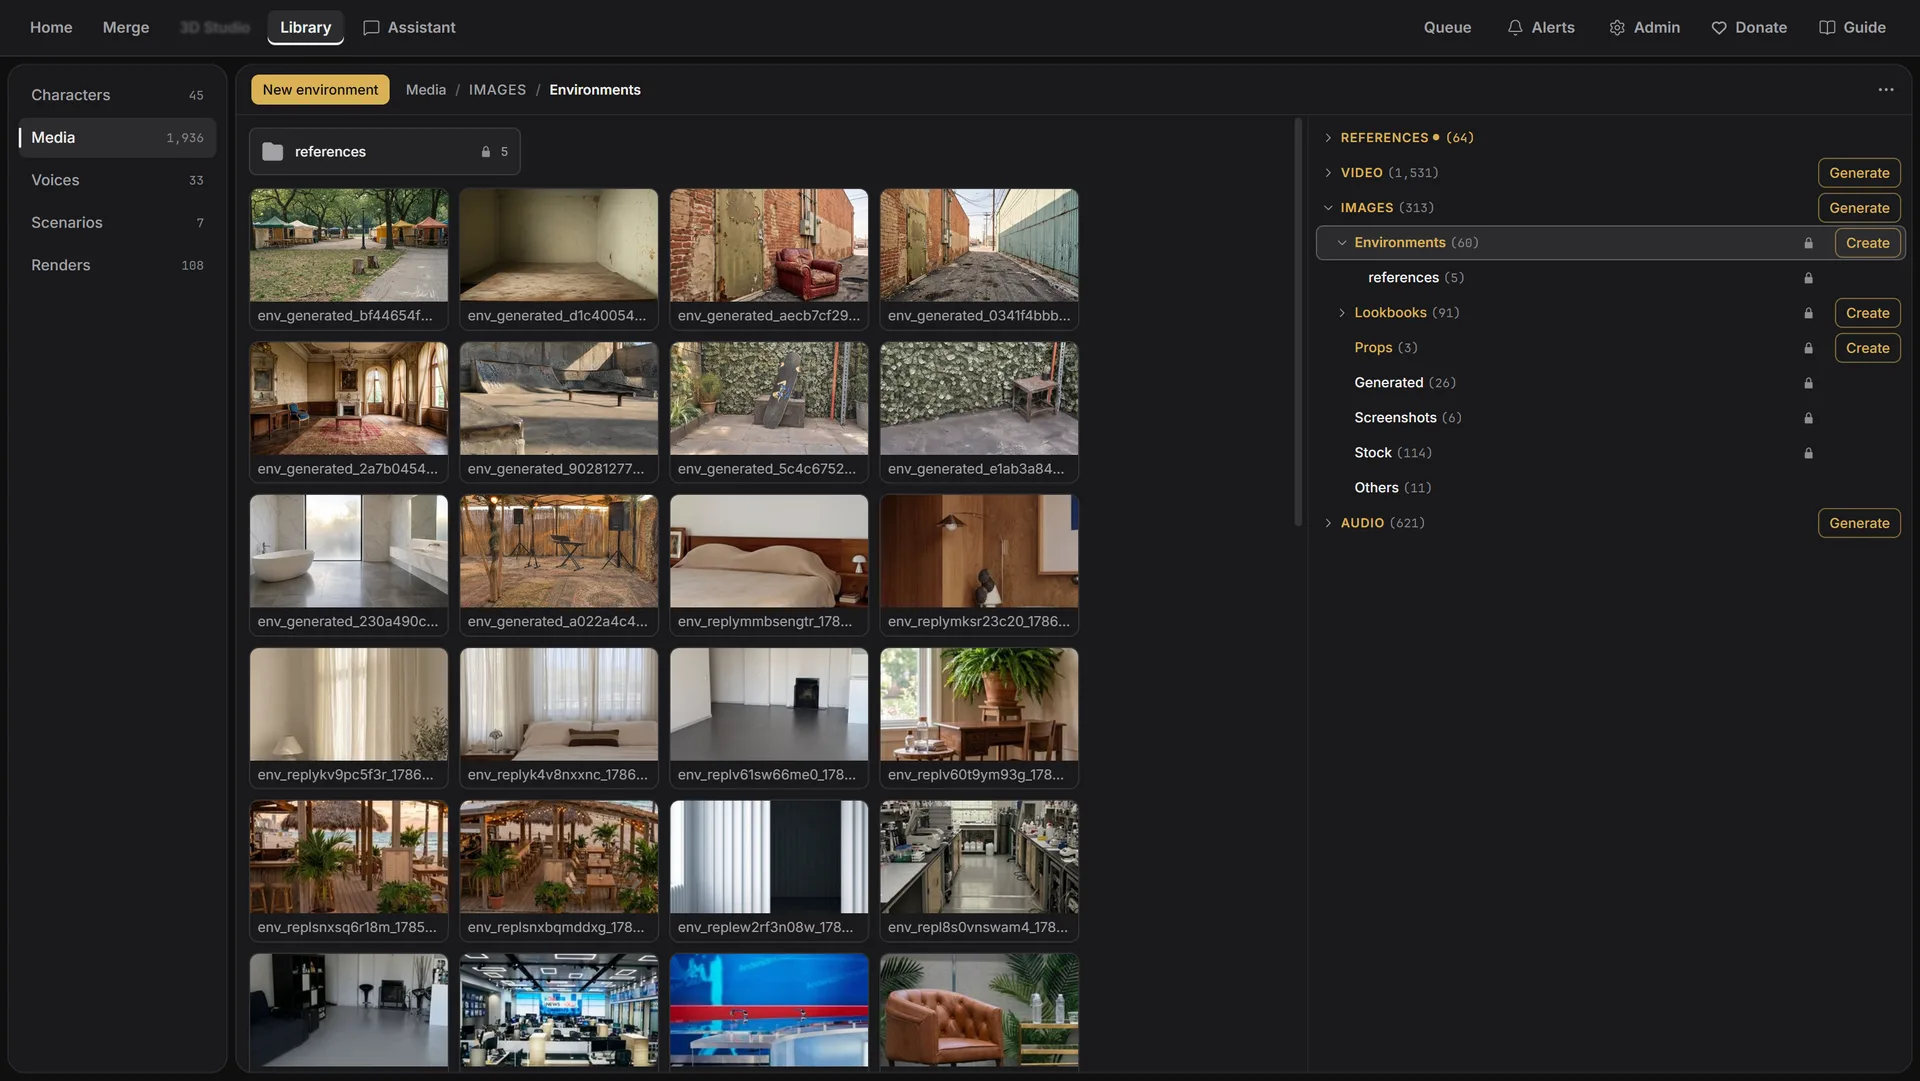 Home Merge 3D Studio Library Assistant Queue Alerts Admin Donate Guide
Characters 45
Media 1,936
Voices 33
Scenarios 7
Renders 108
New environment Media / IMAGES / Environments ...
references 5
env_generated_bf44654f... env_generated_d1c40054... env_generated_aecb7cf29... env_generated_0341f4bbb...
env_generated_2a7b0454... env_generated_90281277... env_generated_5c4c6752... env_generated_e1ab3a84...
env_generated_230a490c... env_generated_a022a4c4... env_replymmbsengtr_178... env_replymksr23c20_1786...
env_replykv9pc5f3r_1786... env_replyk4v8nxxnc_1786... env_replv61sw66me0_178... env_replv60t9ym93g_178...
env_replsnxsq6r18m_1785... env_replsnxbqmddxg_178... env_replew2rf3n08w_178... env_repl8s0vnswam4_178...
NEWS
REFERENCES • (64)
VIDEO (1,531) Generate
IMAGES (313) Generate
Environments (60) Create
references (5)
Lookbooks (91) Create
Props (3) Create
Generated (26)
Screenshots (6)
Stock (114)
Others (11)
AUDIO (621) Generate